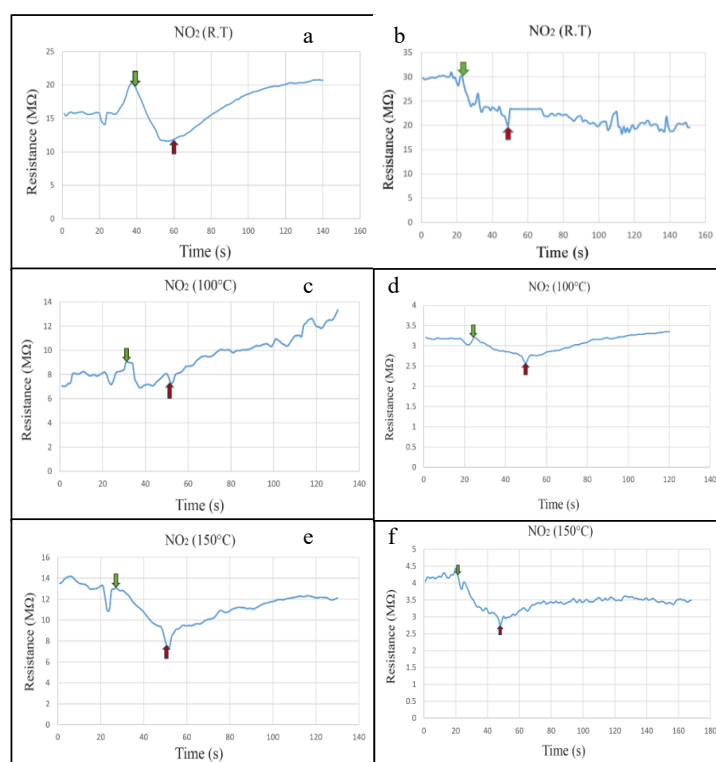 NO₂ (R.T)
a
Resistance (MΩ)
25
20
15
10
5
0
0 20 40 60 80 100 120 140 160
Time (s)
NO₂ (R.T)
b
Resistance (MΩ)
35
30
25
20
15
10
5
0
0 20 40 60 80 100 120 140 160
Time (s)
NO₂ (100°C)
c
Resistance (MΩ)
14
12
10
8
6
4
2
0
0 20 40 60 80 100 120 140
Time (s)
d
NO₂ (100°C)
Resistance (MΩ)
4
3.5
3
2.5
2
1.5
1
0.5
0
0 20 40 60 80 100 120 140
Time (s)
NO₂ (150°C)
e
Resistance (MΩ)
16
14
12
10
8
6
4
2
0
0 20 40 60 80 100 120 140
Time (s)
f
NO₂ (150°C)
Resistance (MΩ)
5
4.5
4
3.5
3
2.5
2
1.5
1
0.5
0
0 20 40 60 80 100 120 140 160 180
Time (s)